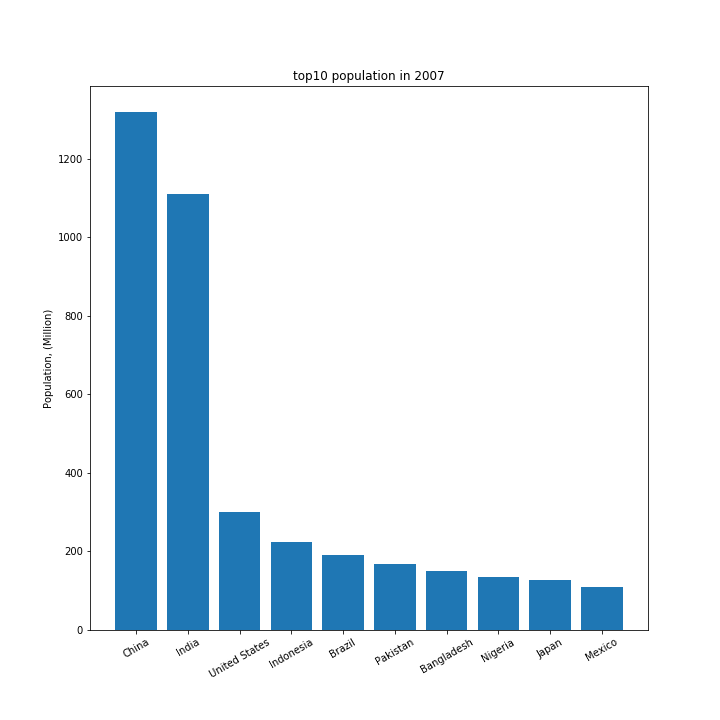 top10 population in 2007
Population, (Million)
1200
1000
800
600
400
200
0
China
India
United States
Indonesia
Brazil
Pakistan
Bangladesh
Nigeria
Japan
Mexico